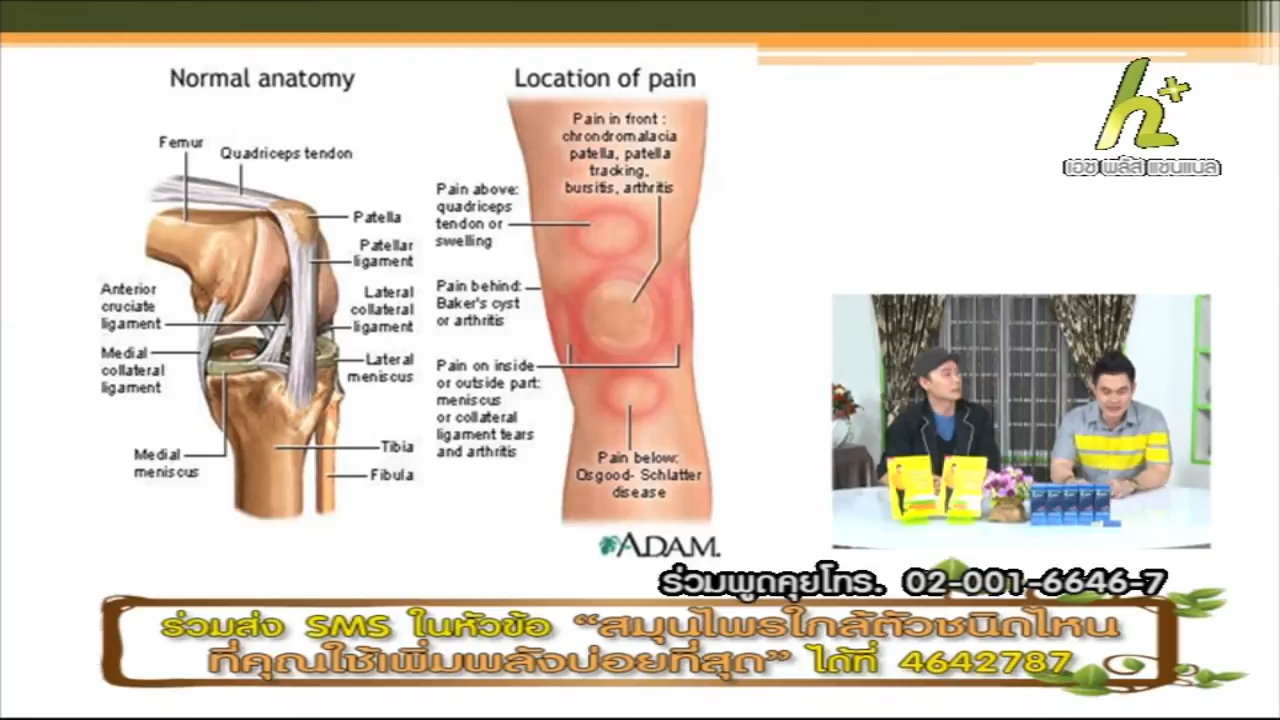 Normal anatomy
Femur
Quadriceps tendon
Patella
Patellar
ligament
Anterior
cruciate
ligament
Lateral
collateral
ligament
Medial
collateral
ligament
Lateral
meniscus
Medial
meniscus
Tibia
Fibula
Location of pain
Pain in front :
chrondromalacia
patella, patella
tracking,
bursitis, arthritis
Pain above:
quadriceps
tendon or
swelling
Pain behind:
Baker's cyst
or arthritis
Pain on inside
or outside part:
meniscus
or collateral
ligament tears
and arthritis
Pain below:
Osgood- Schlatter
disease
A.D.A.M.
h+
เอช พลัส แชนแนล
ร่วมพูดคุยโทร. 02-001-6646-7
ร่วมส่ง SMS ในหัวข้อ “สมุนไพรใกล้ตัวชนิดไหน
ที่คุณใช้เพิ่มพลังบ่อยที่สุด” ได้ที่ 4642787